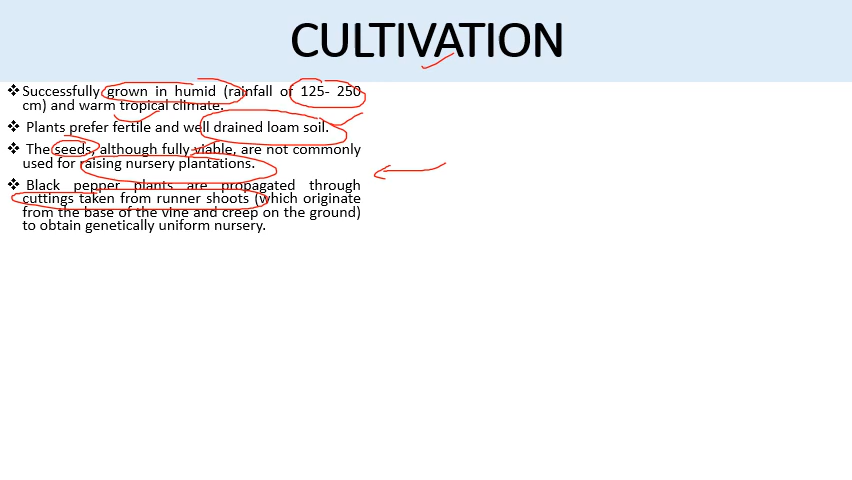 CULTIVATION
❖Successfully grown in humid (rainfall of 125- 250
cm) and warm tropical climate.
❖ Plants prefer fertile and well drained loam soil.
❖ The seeds, although fully viable, are not commonly
used for raising nursery plantations.
❖ Black pepper plants are propagated through
cuttings taken from runner shoots (which originate
from the base of the vine and creep on the ground)
to obtain genetically uniform nursery.